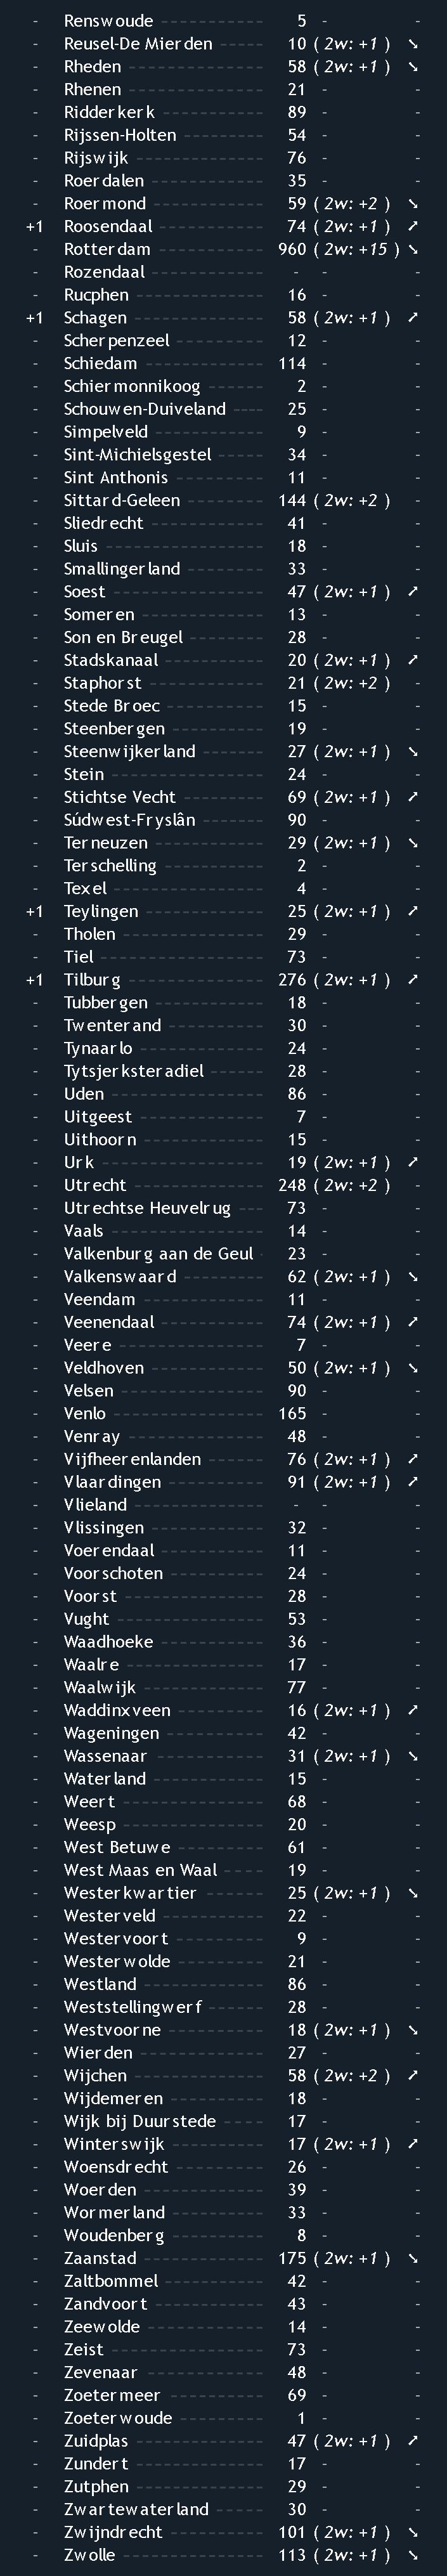 - Renswoude ---------- 5 - -
- Reusel-De Mierden ------ 10 ( 2w: +1 ) ➘
- Rheden ------------- 58 ( 2w: +1 ) ➘
- Rhenen ------------- 21 - -
- Ridderkerk ---------- 89 - -
- Rijssen-Holten -------- 54 - -
- Rijswijk ------------ 76 - -
- Roerdalen ----------- 35 - -
- Roermond ----------- 59 ( 2w: +2 ) ➘
+1 Roosendaal ---------- 74 ( 2w: +1 ) ➚
- Rotterdam ----------- 960 ( 2w: +15 ) ➘
- Rozendaal ----------- - -
- Rucphen ------------ 16 - -
+1 Schagen ------------ 58 ( 2w: +1 ) ➚
- Scherpenzeel --------- 12 - -
- Schiedam ----------- 114 - -
- Schiermonnikoog ------- 2 - -
- Schouwen-Duiveland ---- 25 - -
- Simpelveld ---------- 9 - -
- Sint-Michielsgestel ----- 34 - -
- Sint Anthonis --------- 11 - -
- Sittard-Geleen -------- 144 ( 2w: +2 ) -
- Sliedrecht ----------- 41 - -
- Sluis --------------- 18 - -
- Smallingerland -------- 33 - -
- Soest -------------- 47 ( 2w: +1 ) ➚
- Someren ------------ 13 - -
- Son en Breugel -------- 28 - -
- Stadskanaal ---------- 20 ( 2w: +1 ) ➚
- Staphorst ----------- 21 ( 2w: +2 ) -
- Stede Broec ---------- 15 - -
- Steenbergen --------- 19 - -
- Steenwijkerland ------ 27 ( 2w: +1 ) ➘
- Stein --------------- 24 - -
- Stichtse Vecht -------- 69 ( 2w: +1 ) ➚
- Súdwest-Fryslân ------- 90 - -
- Terneuzen ----------- 29 ( 2w: +1 ) ➘
- Terschelling ---------- 2 - -
- Texel -------------- 4 - -
+1 Teylingen ----------- 25 ( 2w: +1 ) ➚
- Tholen ------------- 29 - -
- Tiel --------------- 73 - -
+1 Tilburg ------------- 276 ( 2w: +1 ) ➚
- Tubbergen ---------- 18 - -
- Twenterand ---------- 30 - -
- Tynaarlo ------------ 24 - -
- Tytsjerksteradiel ------ 28 - -
- Uden -------------- 86 - -
- Uitgeest ------------ 7 - -
- Uithoorn ------------ 15 - -
- Urk --------------- 19 ( 2w: +1 ) ➚
- Utrecht ------------ 248 ( 2w: +2 ) -
- Utrechtse Heuvelrug --- 73 - -
- Vaals -------------- 14 - -
- Valkenburg aan de Geul - 23 - -
- Valkenswaard -------- 62 ( 2w: +1 ) ➘
- Veendam ----------- 11 - -
- Veenendaal --------- 74 ( 2w: +1 ) ➚
- Veere -------------- 7 - -
- Veldhoven ---------- 50 ( 2w: +1 ) ➘
- Velsen ------------- 90 - -
- Venlo -------------- 165 - -
- Venray ------------- 48 - -
- Vijfheerenlanden ------ 76 ( 2w: +1 ) ➚
- Vlaardingen ---------- 91 ( 2w: +1 ) ➚
- Vlieland ------------ - -
- Vlissingen ----------- 32 - -
- Voerendaal ---------- 11 - -
- Voorschoten --------- 24 - -
- Voorst ------------- 28 - -
- Vught -------------- 53 - -
- Waadhoeke --------- 36 - -
- Waalre ------------- 17 - -
- Waalwijk ----------- 77 - -
- Waddinxveen -------- 16 ( 2w: +1 ) ➚
- Wageningen --------- 42 - -
- Wassenaar ---------- 31 ( 2w: +1 ) ➘
- Waterland ---------- 15 - -
- Weert ------------- 68 - -
- Weesp ------------- 20 - -
- West Betuwe -------- 61 - -
- West Maas en Waal ---- 19 - -
- Westerkwartier ------ 25 ( 2w: +1 ) ➘
- Westerveld --------- 22 - -
- Westervoort -------- 9 - -
- Westerwolde -------- 21 - -
- Westland ----------- 86 - -
- Weststellingwerf ----- 28 - -
- Westvoorne --------- 18 ( 2w: +1 ) ➘
- Wierden ----------- 27 - -
- Wijchen ----------- 58 ( 2w: +2 ) ➚
- Wijdemeren -------- 18 - -
- Wijk bij Duurstede ---- 17 - -
- Winterswijk --------- 17 ( 2w: +1 ) ➚
- Woensdrecht -------- 26 - -
- Woerden ----------- 39 - -
- Wormerland --------- 33 - -
- Woudenberg -------- 8 - -
- Zaanstad ----------- 175 ( 2w: +1 ) ➘
- Zaltbommel --------- 42 - -
- Zandvoort ---------- 43 - -
- Zeewolde ---------- 14 - -
- Zeist -------------- 73 - -
- Zevenaar ----------- 48 - -
- Zoetermeer --------- 69 - -
- Zoeterwoude -------- 1 - -
- Zuidplas ----------- 47 ( 2w: +1 ) ➚
- Zundert ------------ 17 - -
- Zutphen ----------- 29 - -
- Zwartewaterland ----- 30 - -
- Zwijndrecht --------- 101 ( 2w: +1 ) ➘
- Zwolle ------------- 113 ( 2w: +1 ) ➘